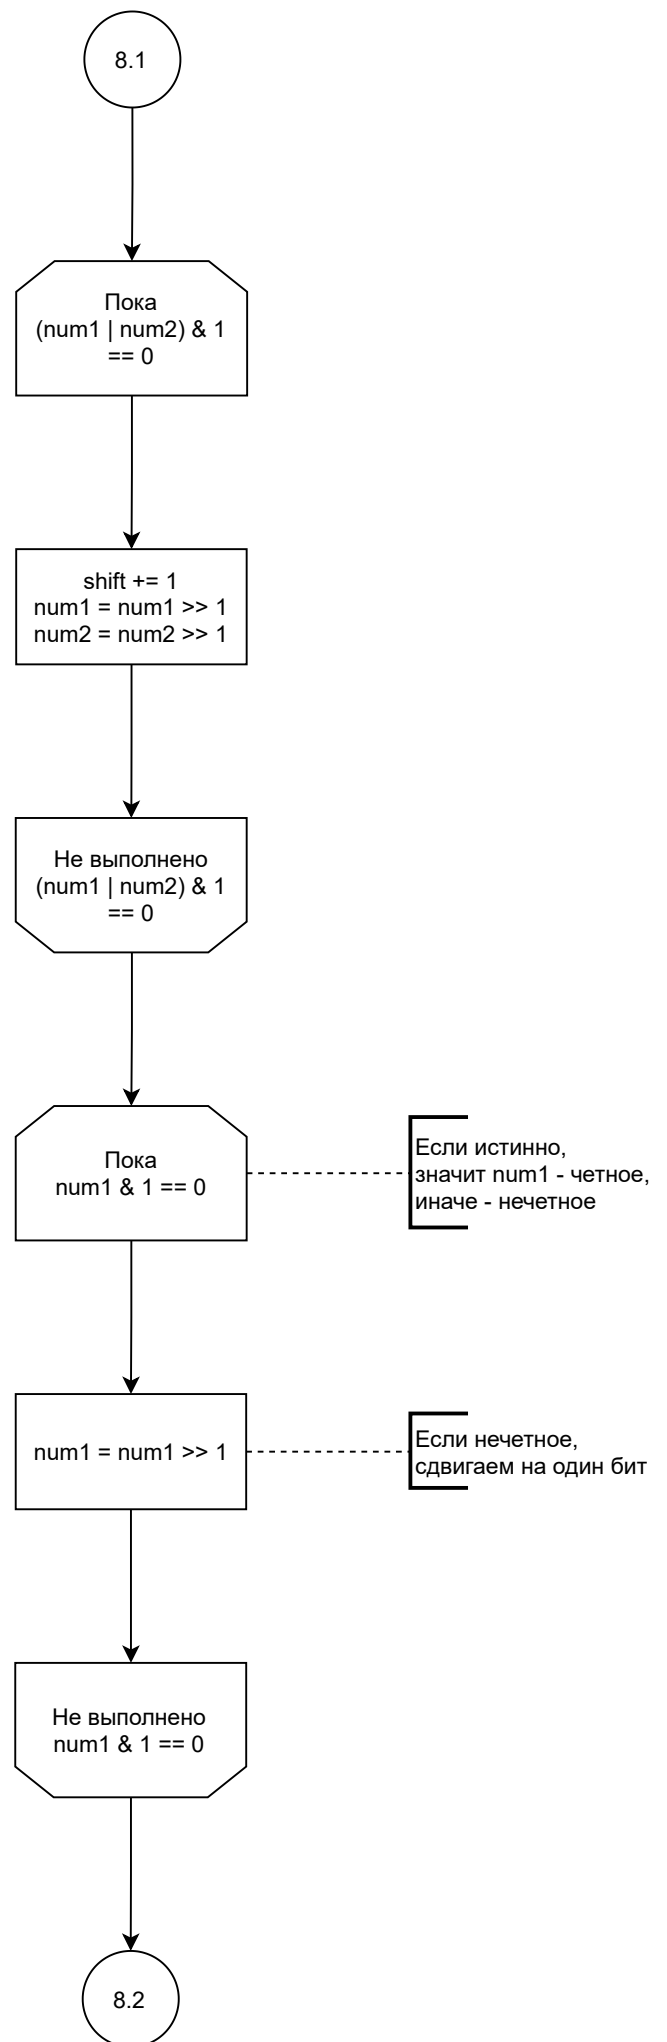 8.1
Пока
(num1 | num2) & 1
== 0
shift += 1
num1 = num1 >> 1
num2 = num2 >> 1
Не выполнено
(num1 | num2) & 1
== 0
Пока
num1 & 1 == 0
Если истинно,
значит num1 - четное,
иначе - нечетное
num1 = num1 >> 1
Если нечетное,
сдвигаем на один бит
Не выполнено
num1 & 1 == 0
8.2